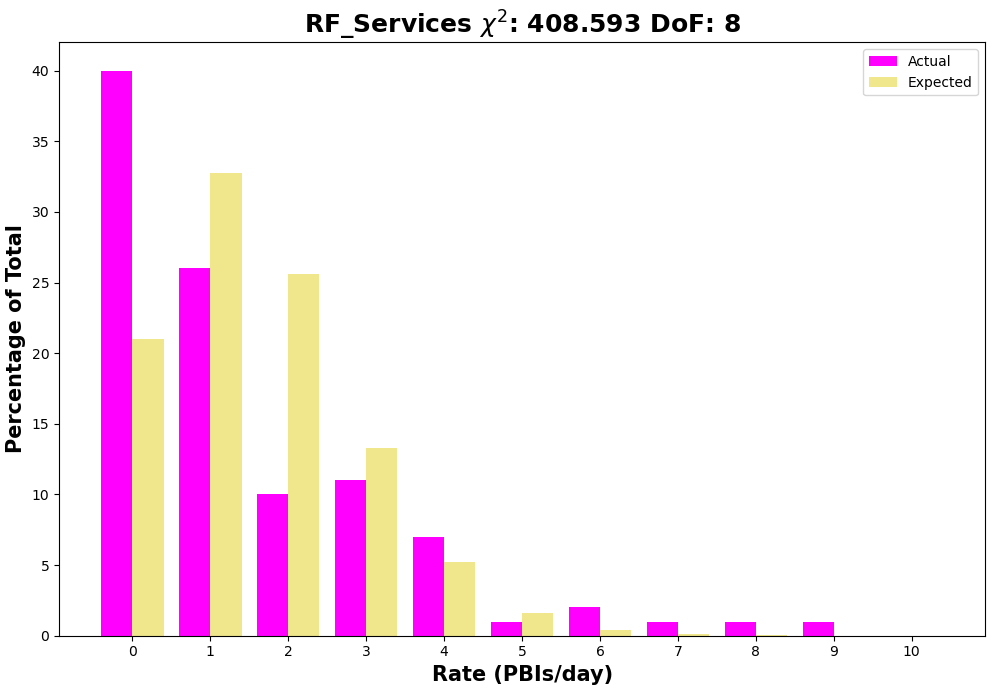 RF_Services χ²: 408.593 DoF: 8
Actual
Expected
Percentage of Total
40
35
30
25
20
15
10
5
0
0 1 2 3 4 5 6 7 8 9 10
Rate (PBIs/day)